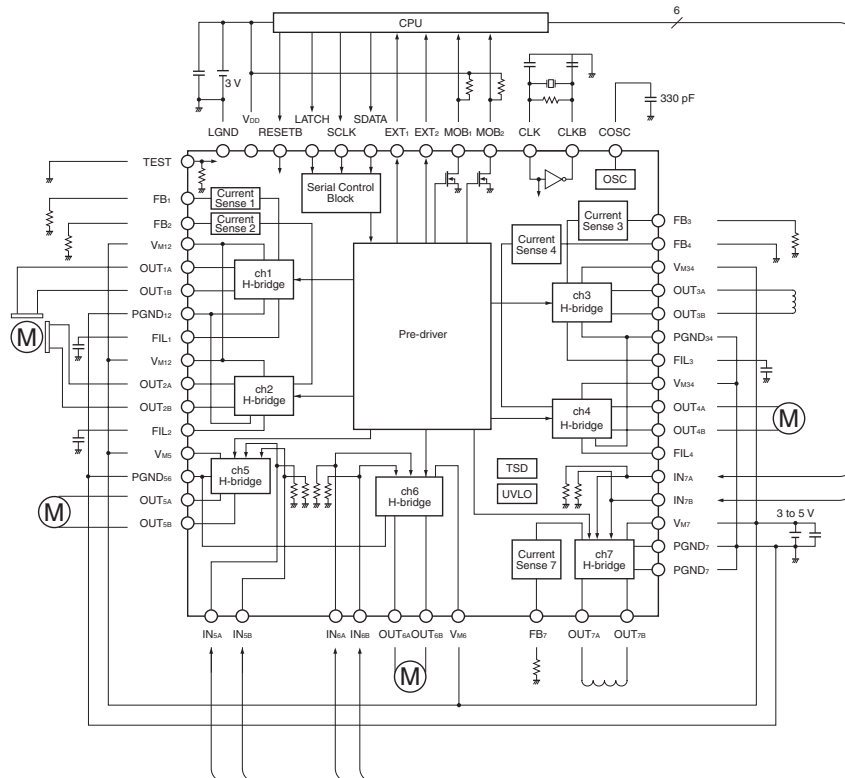 CPU
6
3 V
330 pF
VDD
LATCH
SDATA
LGND
RESETB
SCLK
EXT1
EXT2
MOB1
MOB2
CLK
CLKB
COSC
TEST
FB1
FB2
VM12
OUT1A
OUT1B
PGND12
FIL1
VM12
OUT2A
OUT2B
FIL2
VM5
PGND56
OUT5A
OUT5B
M
M
Current
Sense 1
Current
Sense 2
Serial Control
Block
OSC
Current
Sense 3
Current
Sense 4
ch1
H-bridge
ch2
H-bridge
Pre-driver
ch3
H-bridge
ch4
H-bridge
ch5
H-bridge
ch6
H-bridge
TSD
UVLO
Current
Sense 7
ch7
H-bridge
FB3
FB4
VM34
OUT3A
OUT3B
PGND34
FIL3
VM34
OUT4A
OUT4B
M
FIL4
IN7A
IN7B
VM7
3 to 5 V
PGND7
PGND7
IN5A
IN5B
IN6A
IN6B
OUT6A
OUT6B
VM6
FB7
OUT7A
OUT7B
M